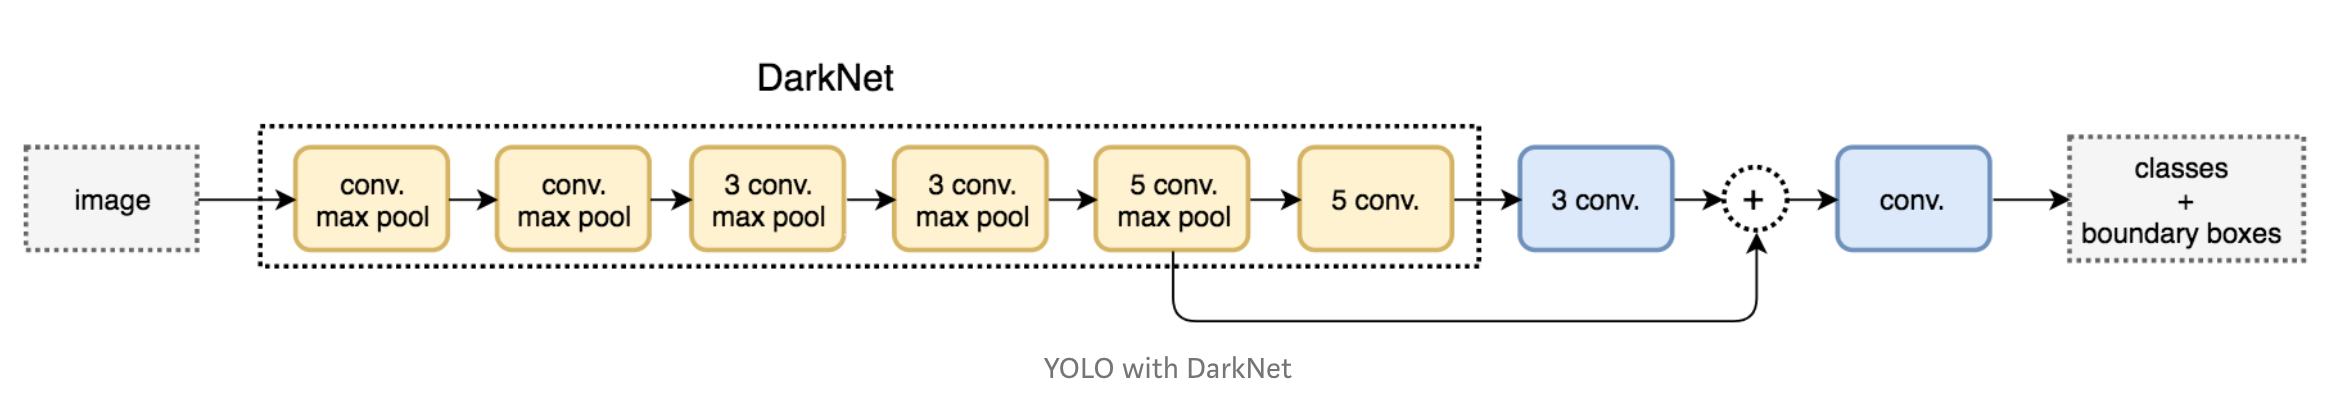 DarkNet
image
conv.
max pool
conv.
max pool
3 conv.
max pool
3 conv.
max pool
5 conv.
max pool
5 conv.
3 conv.
+
conv.
classes
+
boundary boxes
YOLO with DarkNet